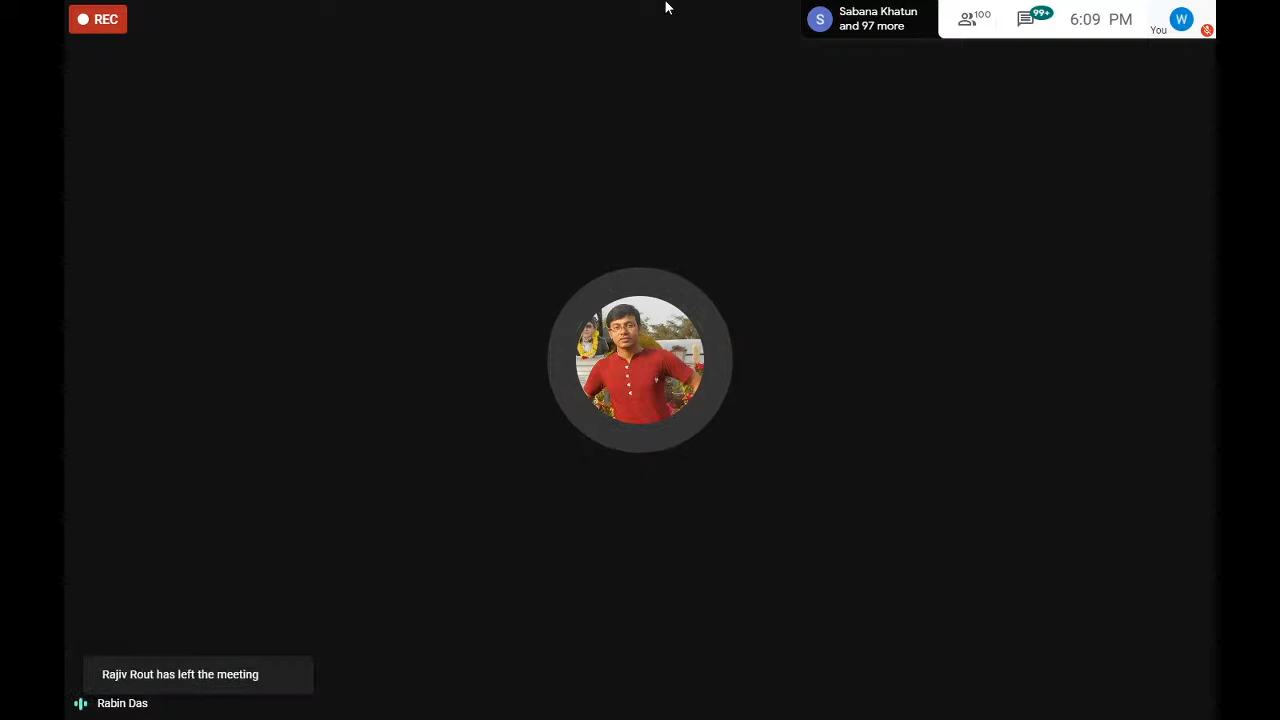 REC
S
Sabana Khatun
and 97 more
100
99+
6:09 PM
You
W
Rajiv Rout has left the meeting
Rabin Das